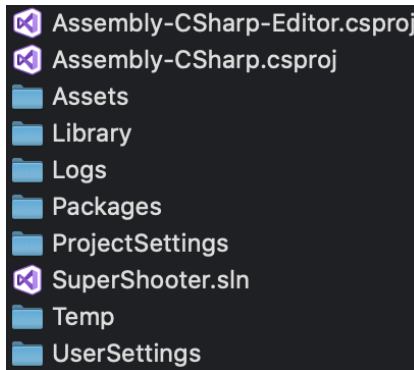 Assembly-CSharp-Editor.csproj
Assembly-CSharp.csproj
Assets
Library
Logs
Packages
ProjectSettings
SuperShooter.sln
Temp
UserSettings